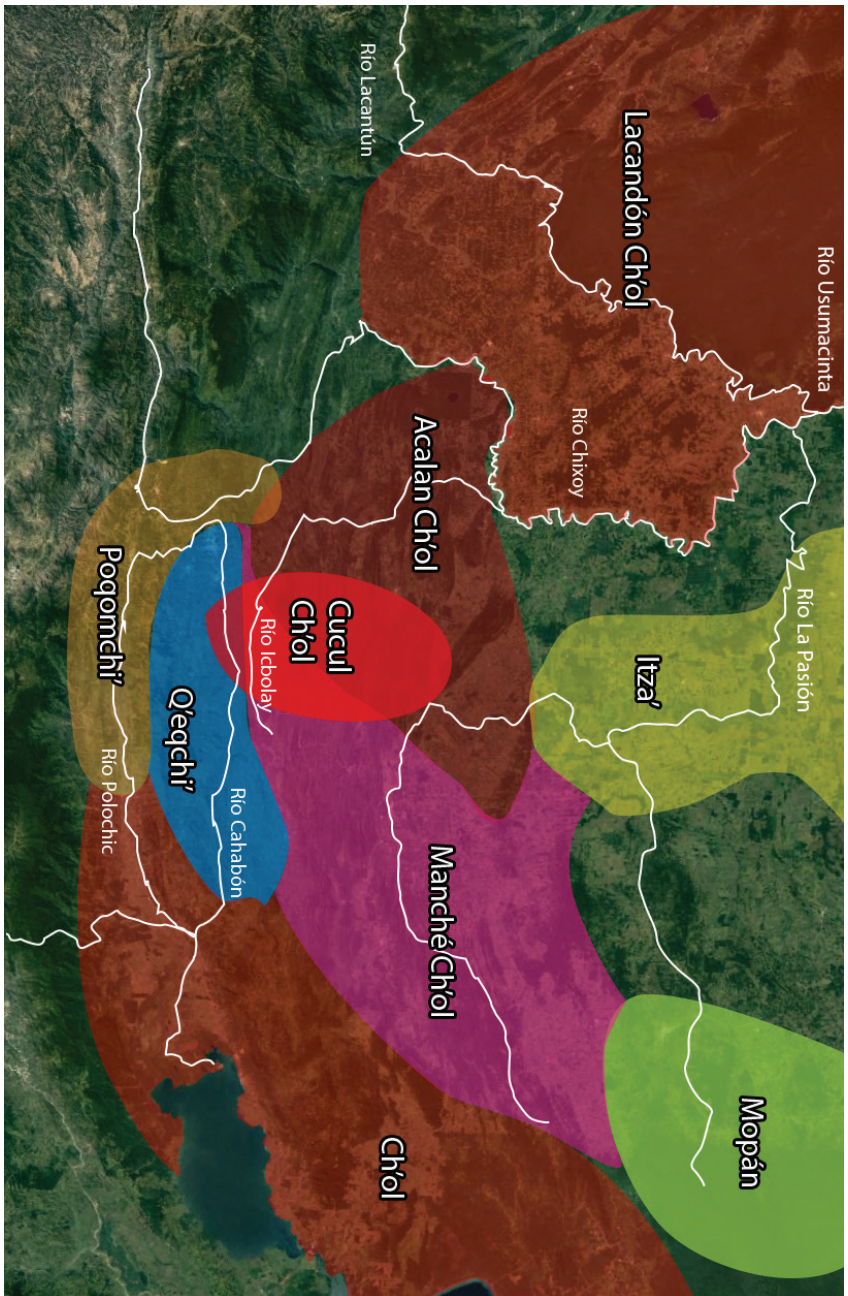 Río Usumacinta
Río La Pasión
Mopán
Lacandón Ch'ol
Itza'
Río Chixoy
Acalan Ch'ol
Manché Ch'ol
Ch'ol
Río Lacantún
Cucul
Ch'ol
Río Icbolay
Río Cahabón
Q'eqchi'
Poqomchi'
Río Polochic